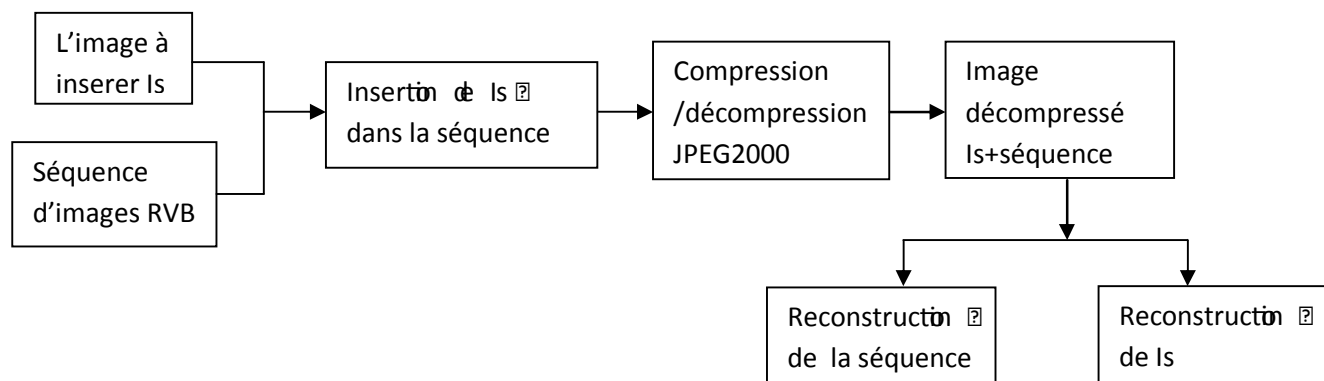 L'image à
inserer Is
Séquence
d'images RVB
Insertion de Is
dans la séquence
Compression
/décompression
JPEG2000
Image
décompressé
Is+séquence
Reconstruction
de la séquence
Reconstruction
de Is